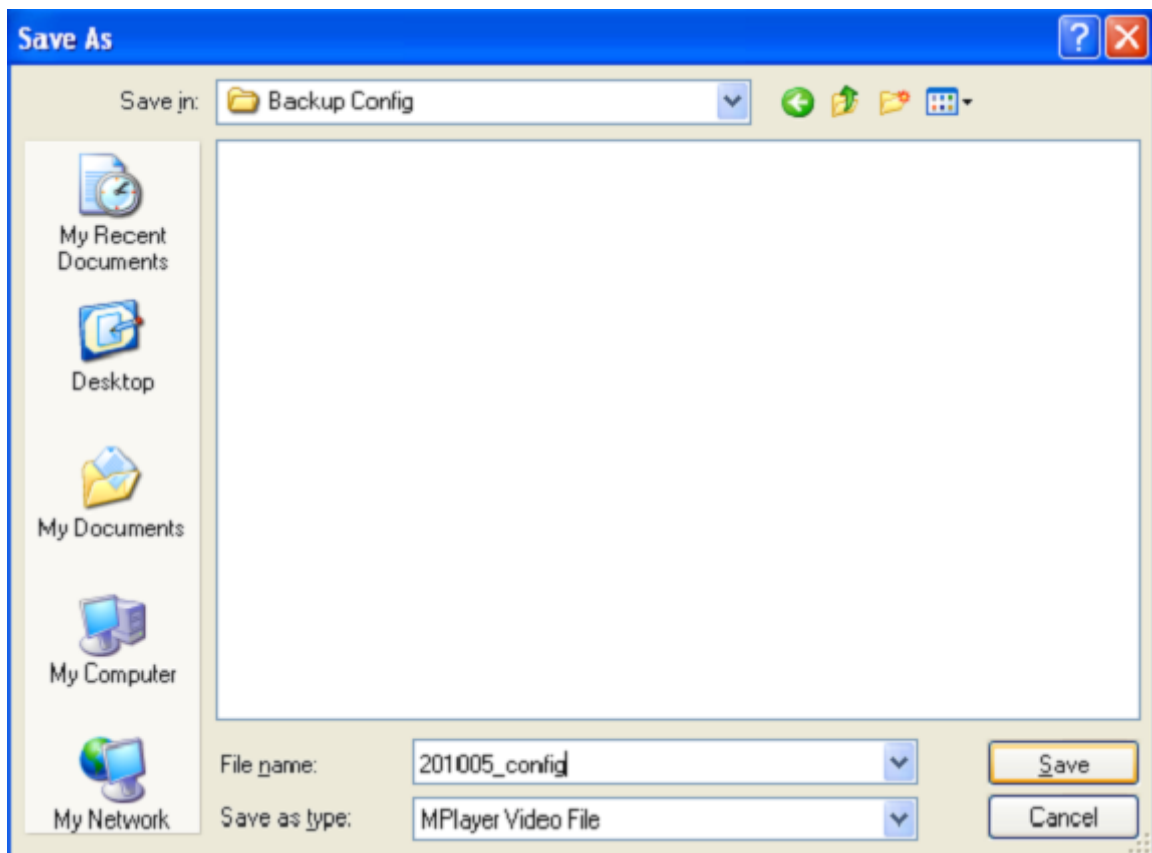 Save As
Save in:
Backup Config
My Recent
Documents
Desktop
My Documents
My Computer
My Network
File name:
201005_config
Save
Save as type:
MPlayer Video File
Cancel